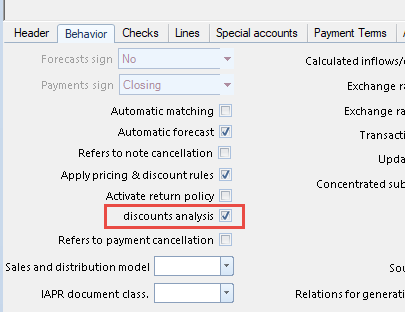 Header Behavior Checks Lines Special accounts Payment Terms
Forecasts sign No Calculated inflows/
Payments sign Closing Exchange ra
Automatic matching Exchange ra
Automatic forecast Transacti
Refers to note cancellation Upda
Apply pricing & discount rules Concentrated sub
Activate return policy
discounts analysis
Refers to payment cancellation
Sales and distribution model Sou
IAPR document class. Relations for generati